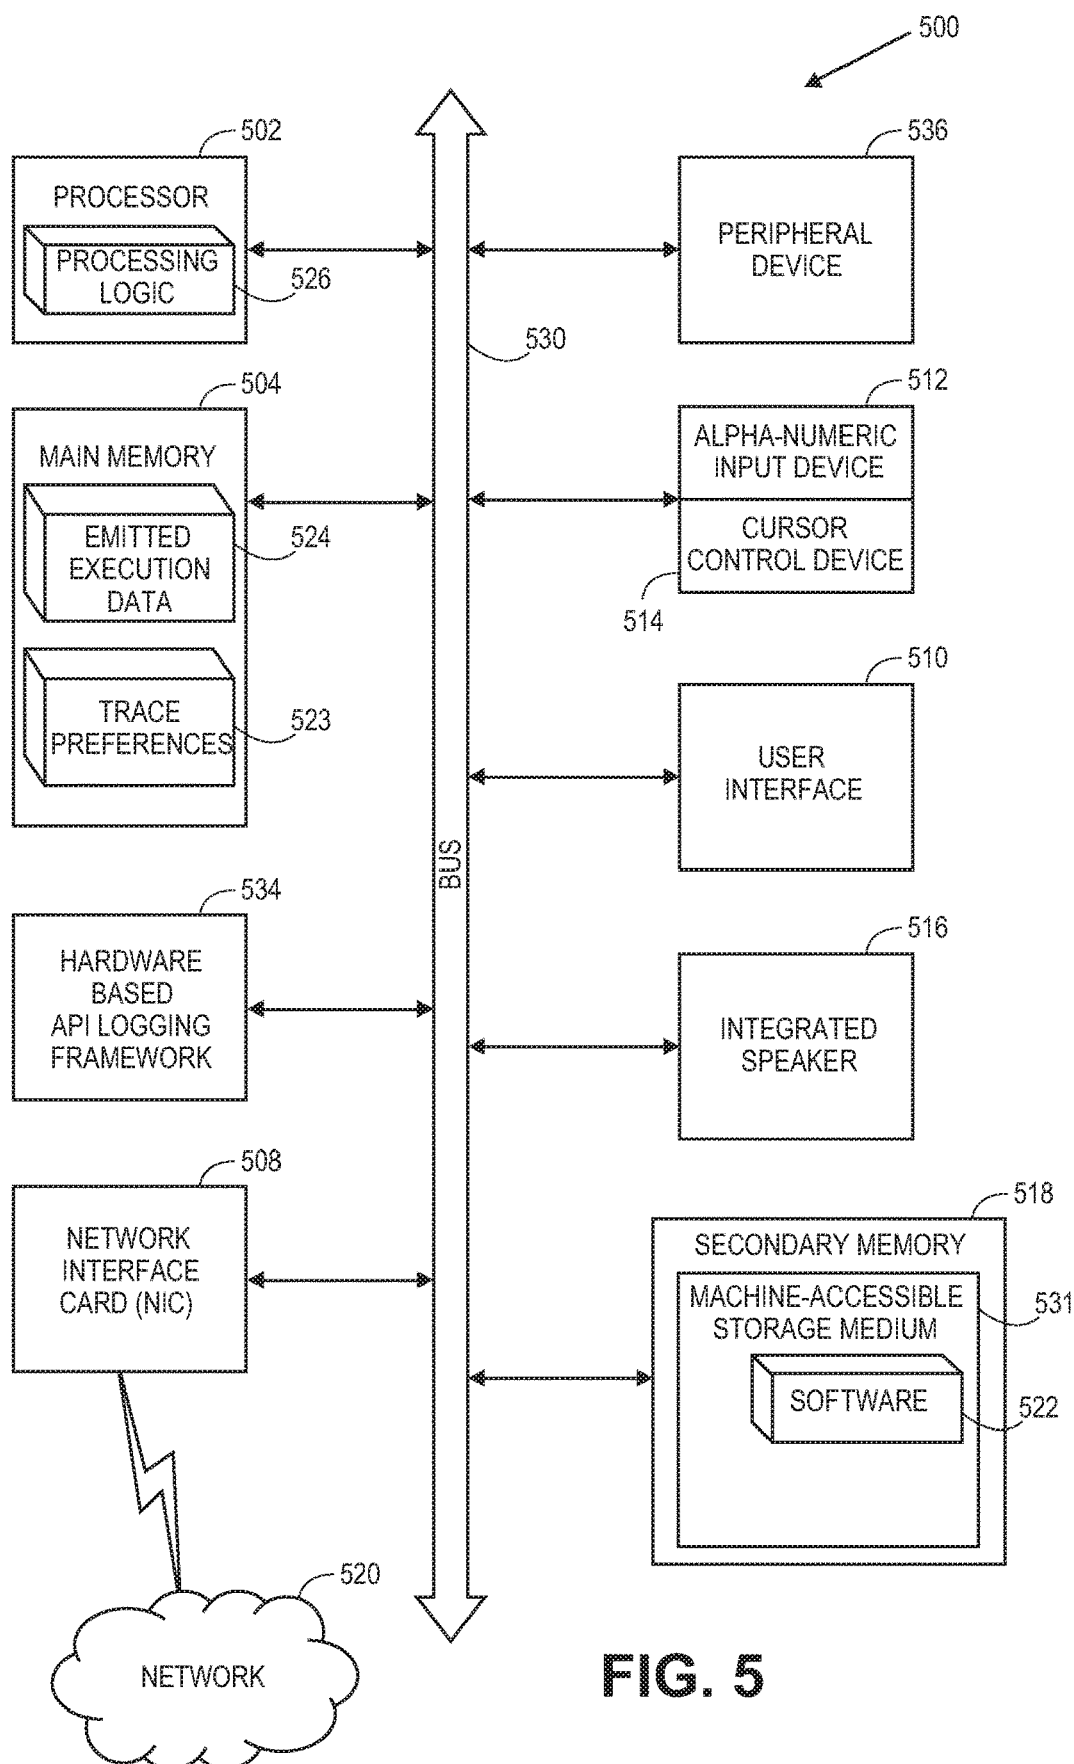 500
502
PROCESSOR
PROCESSING
LOGIC
526
536
PERIPHERAL
DEVICE
530
504
MAIN MEMORY
EMITTED
EXECUTION
DATA
524
TRACE
PREFERENCES
523
512
ALPHA-NUMERIC
INPUT DEVICE
CURSOR
CONTROL DEVICE
514
510
USER
INTERFACE
BUS
534
HARDWARE
BASED
API LOGGING
FRAMEWORK
516
INTEGRATED
SPEAKER
508
NETWORK
INTERFACE
CARD (NIC)
518
SECONDARY MEMORY
MACHINE-ACCESSIBLE
STORAGE MEDIUM
531
SOFTWARE
522
520
NETWORK
FIG. 5